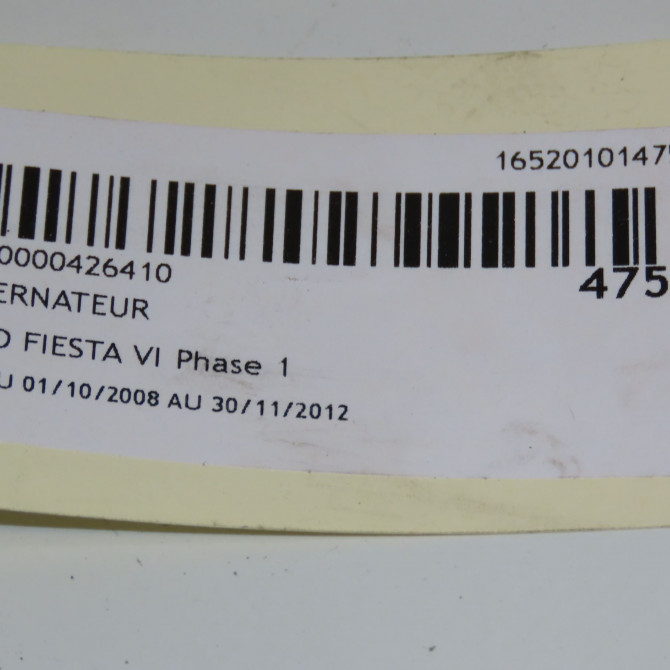 1652010147
0000426410
475
ERNATEUR
D FIESTA VI Phase 1
U 01/10/2008 AU 30/11/2012